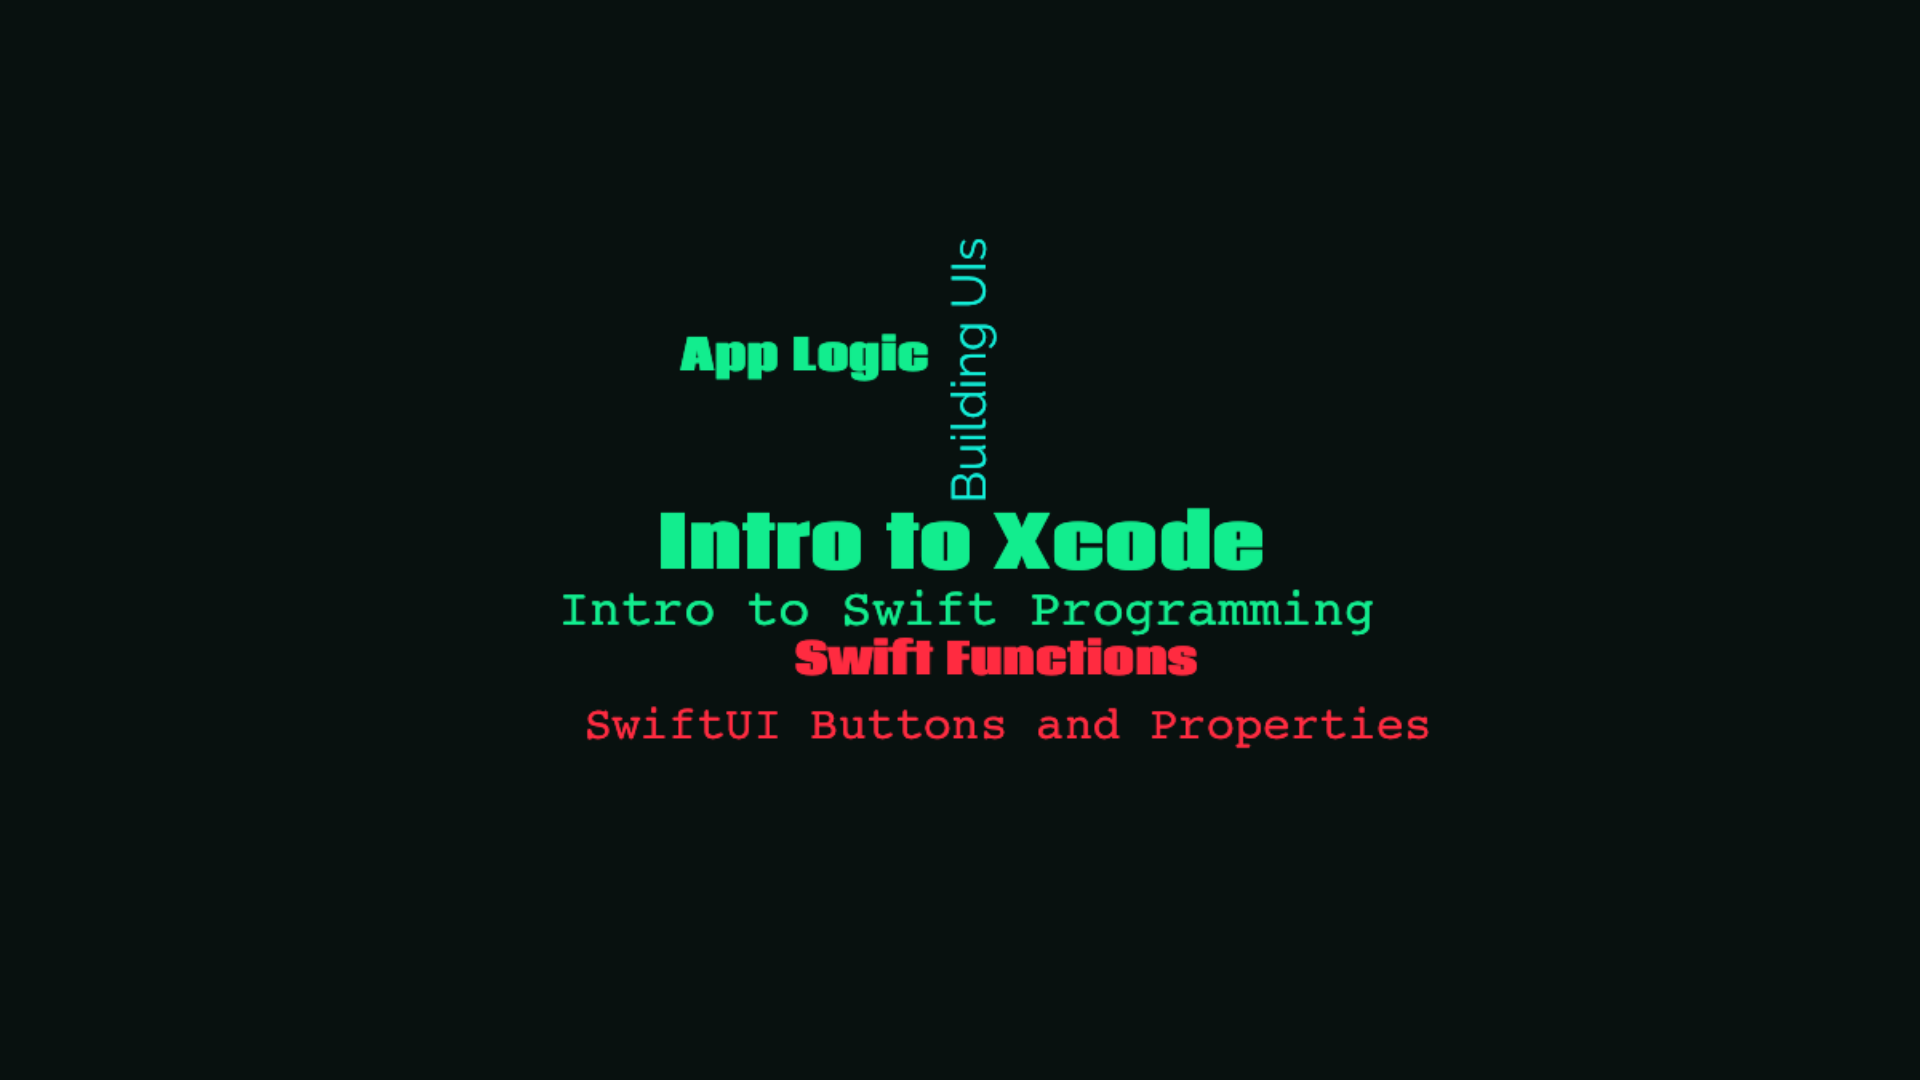 Building UIs
App Logic
Intro to Xcode
Intro to Swift Programming
Swift Functions
SwiftUI Buttons and Properties